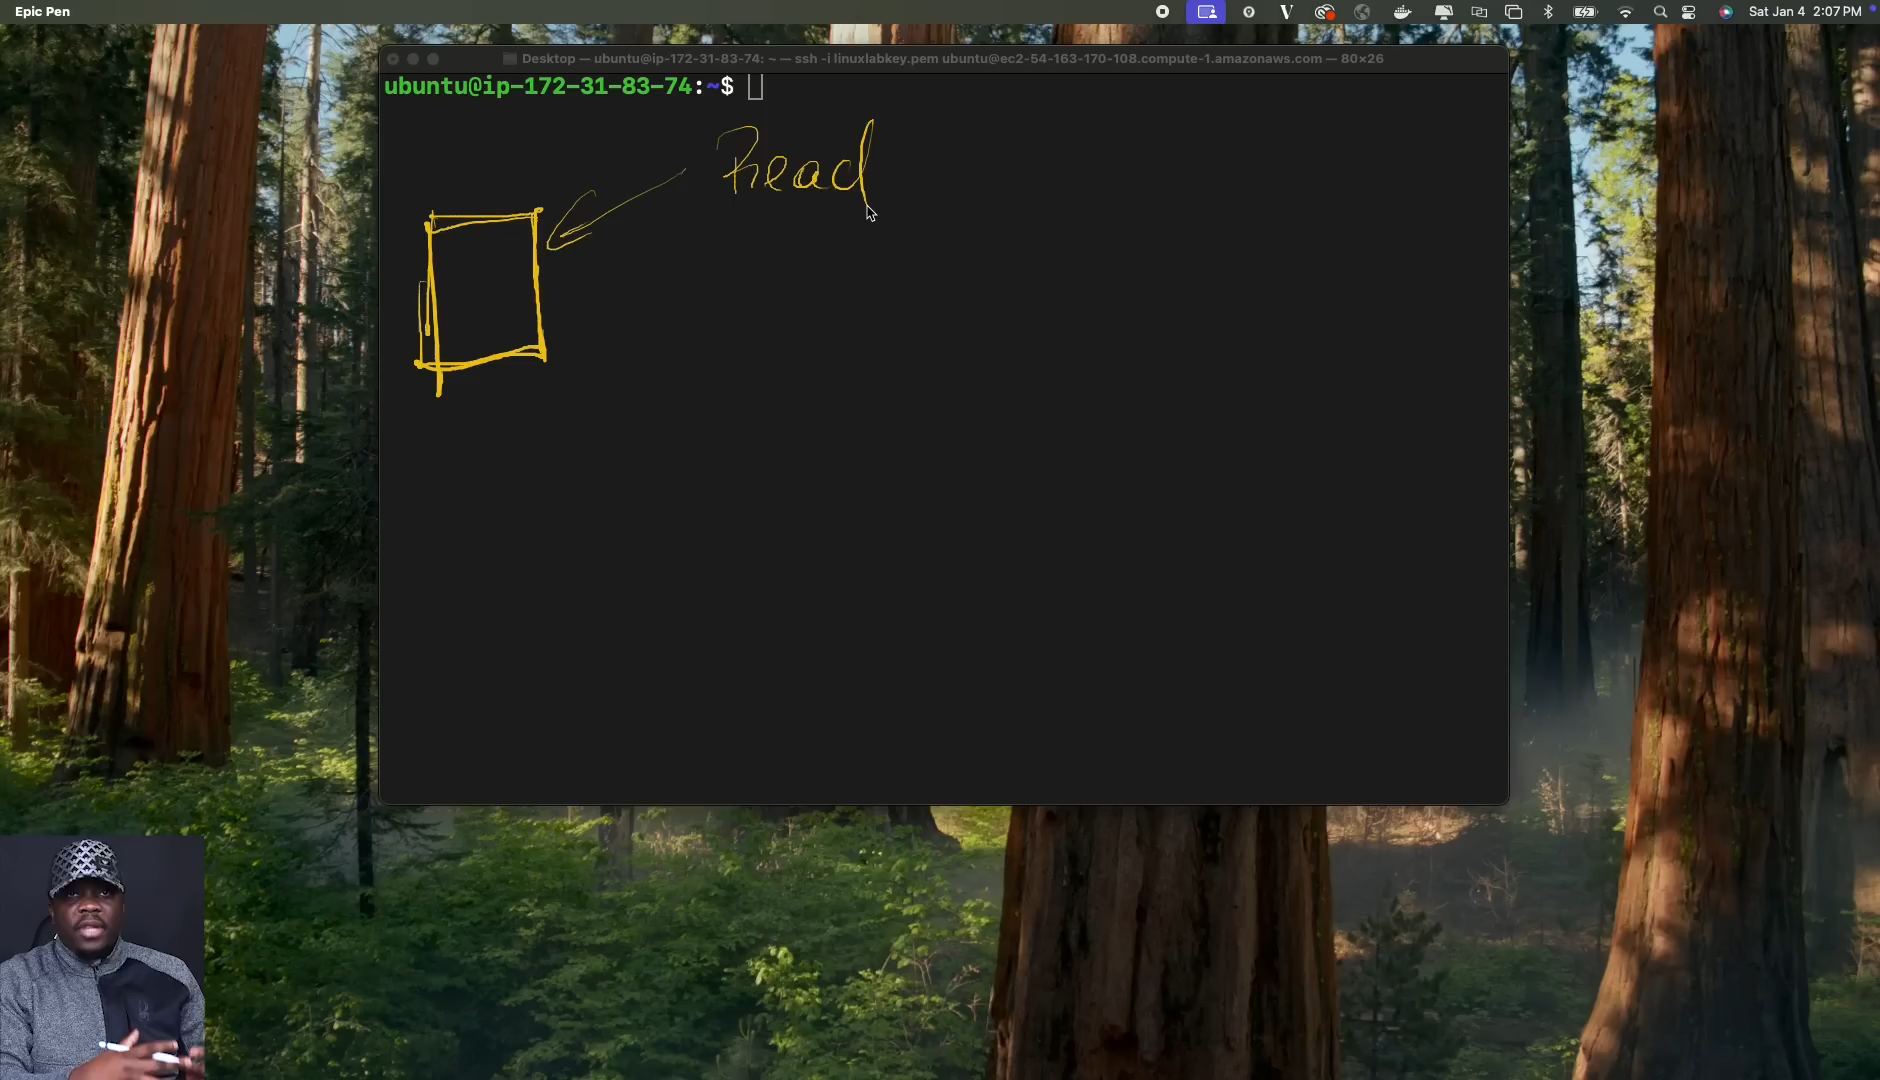 Epic Pen
Sat Jan 4 2:07 PM
Desktop — ubuntu@ip-172-31-83-74: ~ — ssh -i linuxlabkey.pem ubuntu@ec2-54-163-170-108.compute-1.amazonaws.com — 80×26
ubuntu@ip-172-31-83-74:~$
Read